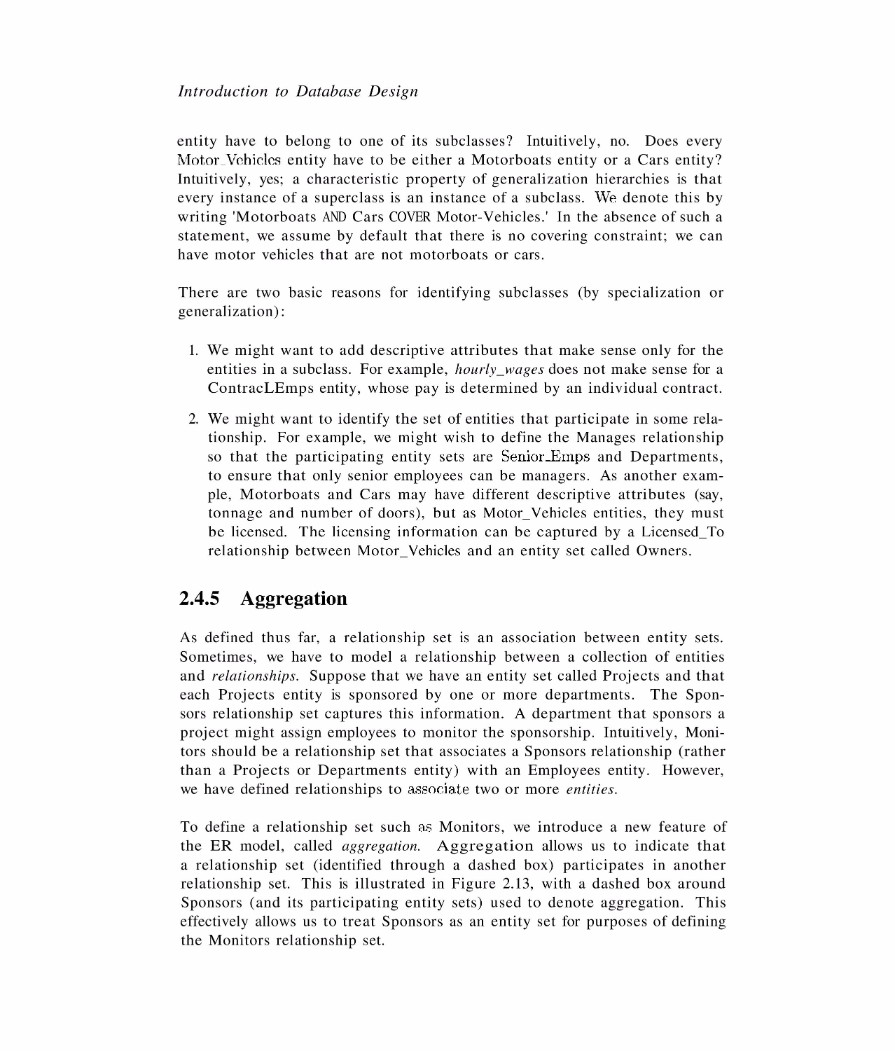 Introduction to Database Design
entity have to belong to one of its subclasses? Intuitively, no. Does every
Motor_Vehicles entity have to be either a Motorboats entity or a Cars entity?
Intuitively, yes; a characteristic property of generalization hierarchies is that
every instance of a superclass is an instance of a subclass. We denote this by
writing 'Motorboats AND Cars COVER Motor-Vehicles.' In the absence of such a
statement, we assume by default that there is no covering constraint; we can
have motor vehicles that are not motorboats or cars.
There are two basic reasons for identifying subclasses (by specialization or
generalization):
1. We might want to add descriptive attributes that make sense only for the
entities in a subclass. For example, hourly_wages does not make sense for a
ContracLEmps entity, whose pay is determined by an individual contract.
2. We might want to identify the set of entities that participate in some rela-
tionship. For example, we might wish to define the Manages relationship
so that the participating entity sets are Senior_Emps and Departments,
to ensure that only senior employees can be managers. As another exam-
ple, Motorboats and Cars may have different descriptive attributes (say,
tonnage and number of doors), but as Motor_Vehicles entities, they must
be licensed. The licensing information can be captured by a Licensed_To
relationship between Motor_Vehicles and an entity set called Owners.
2.4.5 Aggregation
As defined thus far, a relationship set is an association between entity sets.
Sometimes, we have to model a relationship between a collection of entities
and relationships. Suppose that we have an entity set called Projects and that
each Projects entity is sponsored by one or more departments. The Spon-
sors relationship set captures this information. A department that sponsors a
project might assign employees to monitor the sponsorship. Intuitively, Moni-
tors should be a relationship set that associates a Sponsors relationship (rather
than a Projects or Departments entity) with an Employees entity. However,
we have defined relationships to associate two or more entities.
To define a relationship set such as Monitors, we introduce a new feature of
the ER model, called aggregation. Aggregation allows us to indicate that
a relationship set (identified through a dashed box) participates in another
relationship set. This is illustrated in Figure 2.13, with a dashed box around
Sponsors (and its participating entity sets) used to denote aggregation. This
effectively allows us to treat Sponsors as an entity set for purposes of defining
the Monitors relationship set.